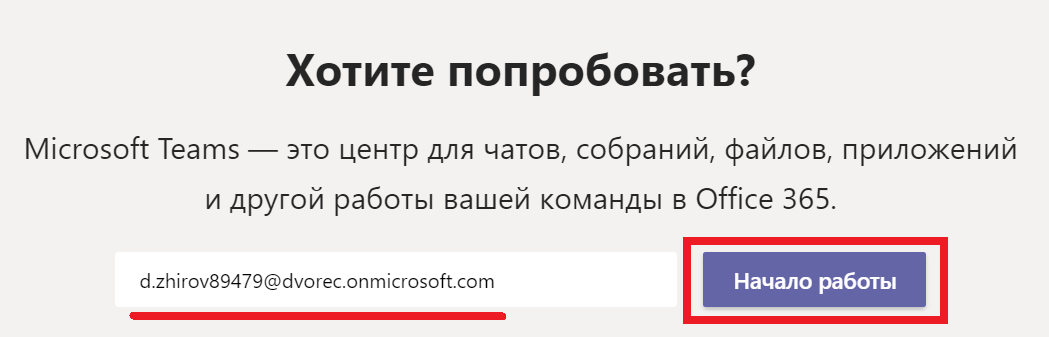 Хотите попробовать?
Microsoft Teams — это центр для чатов, собраний, файлов, приложений
и другой работы вашей команды в Office 365.
d.zhirov89479@dvorec.onmicrosoft.com
Начало работы